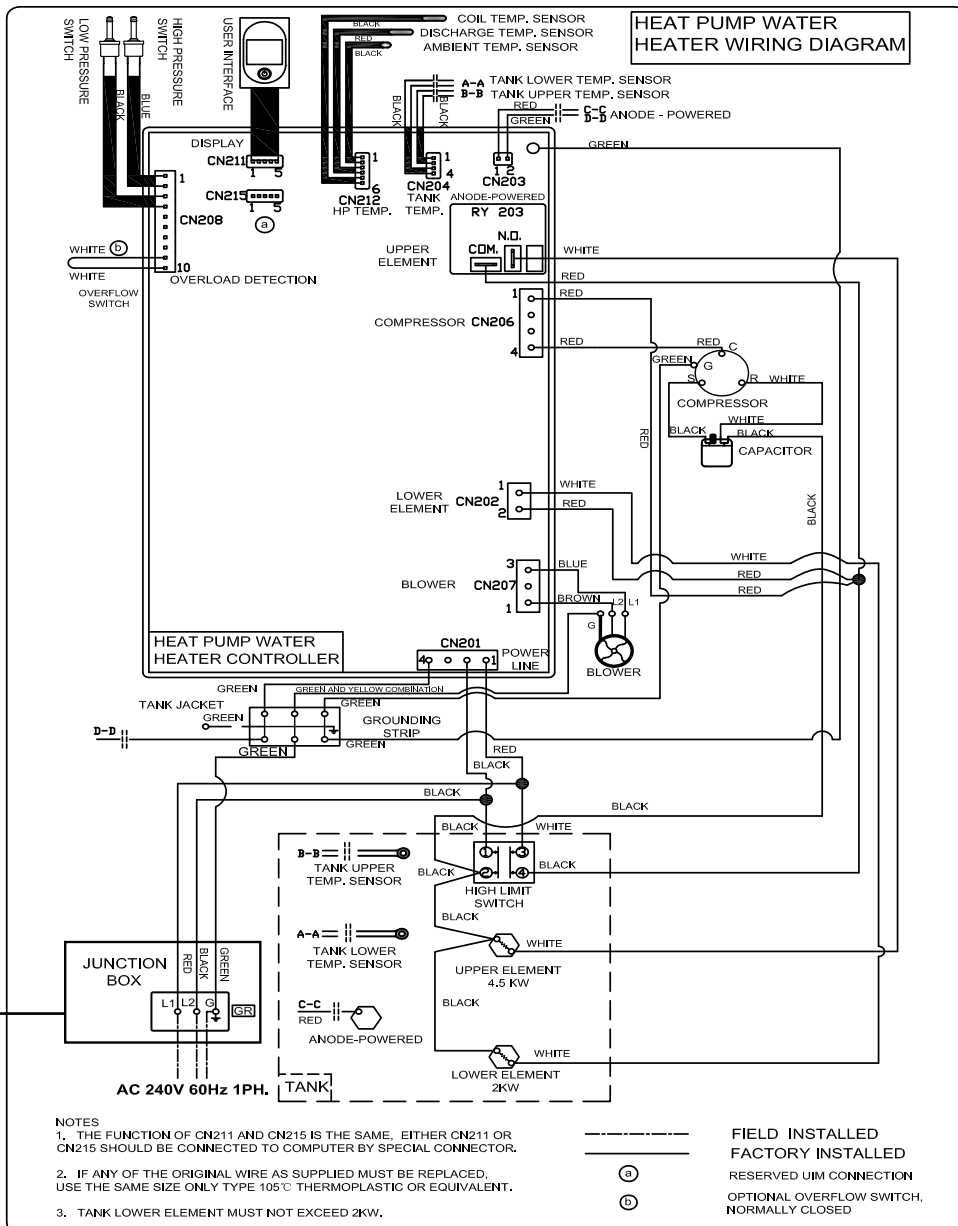 HEAT PUMP WATER
HEATER WIRING DIAGRAM
LOW PRESSURE
SWITCH
HIGH PRESSURE
SWITCH
USER INTERFACE
COIL TEMP. SENSOR
DISCHARGE TEMP. SENSOR
AMBIENT TEMP. SENSOR
RED
BLACK
A-A TANK LOWER TEMP. SENSOR
B-B TANK UPPER TEMP. SENSOR
BLACK
BLUE
BLACK
BLACK
RED
GREEN
C-C
D-D ANODE - POWERED
GREEN
DISPLAY
CN211
1 5
CN215
1 5
a
1
6
CN212
HP TEMP.
1
4
CN204
TANK
TEMP.
1 2
CN203
ANODE-POWERED
1
CN208
10
OVERLOAD DETECTION
WHITE b
WHITE
OVERFLOW
SWITCH
RY 203
N.O.
COM.
UPPER
ELEMENT
WHITE
RED
1
RED
COMPRESSOR CN206
4
RED
RED C
GREEN
G
S
R
WHITE
COMPRESSOR
WHITE
BLACK
BLACK
CAPACITOR
RED
BLACK
LOWER
ELEMENT
CN202
1
2
WHITE
RED
WHITE
RED
RED
BLOWER
CN207
3
1
BLUE
BROWN
L2 L1
G
BLOWER
HEAT PUMP WATER
HEATER CONTROLLER
CN201
4 1
POWER
LINE
GREEN
GREEN AND YELLOW COMBINATION
GREEN
TANK JACKET
GREEN
GROUNDING
STRIP
D-D
GREEN
GREEN
RED
BLACK
BLACK
BLACK
BLACK
WHITE
1 3
2 4
BLACK
BLACK
HIGH LIMIT
SWITCH
B-B
TANK UPPER
TEMP. SENSOR
BLACK
A-A
TANK LOWER
TEMP. SENSOR
WHITE
UPPER ELEMENT
4.5 KW
C-C
RED
ANODE-POWERED
BLACK
WHITE
LOWER ELEMENT
2KW
TANK
JUNCTION
BOX
RED
BLACK
GREEN
L1 L2 G
GR
AC 240V 60Hz 1PH.
NOTES
1. THE FUNCTION OF CN211 AND CN215 IS THE SAME, EITHER CN211 OR
CN215 SHOULD BE CONNECTED TO COMPUTER BY SPECIAL CONNECTOR.
2. IF ANY OF THE ORIGINAL WIRE AS SUPPLIED MUST BE REPLACED,
USE THE SAME SIZE ONLY TYPE 105℃ THERMOPLASTIC OR EQUIVALENT.
3. TANK LOWER ELEMENT MUST NOT EXCEED 2KW.
FIELD INSTALLED
FACTORY INSTALLED
a RESERVED UIM CONNECTION
b OPTIONAL OVERFLOW SWITCH,
NORMALLY CLOSED